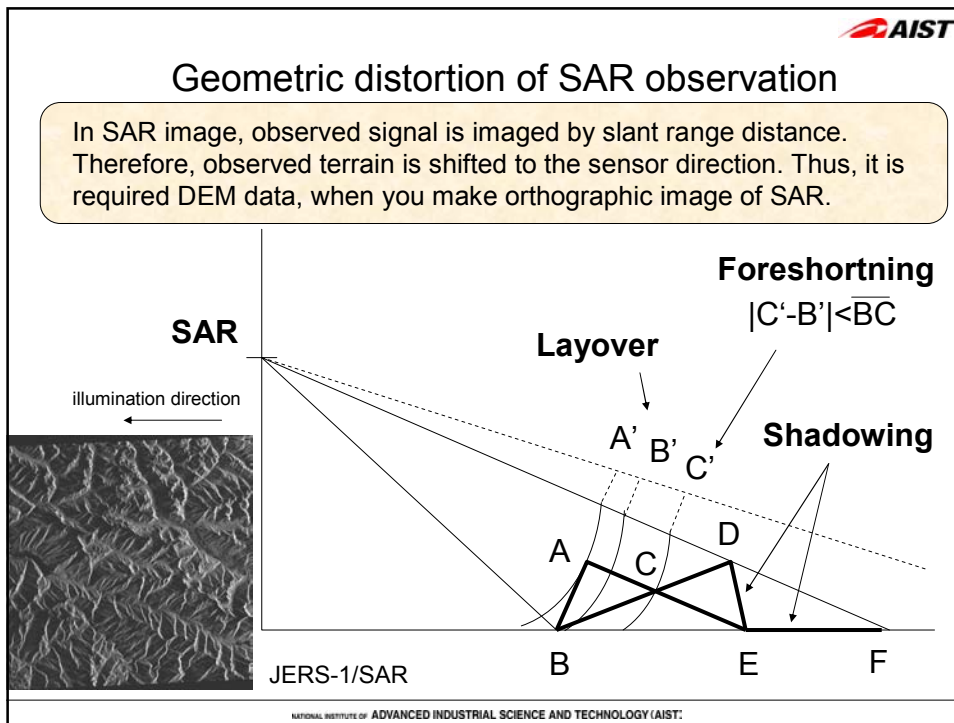 AIST
Geometric distortion of SAR observation
In SAR image, observed signal is imaged by slant range distance.
Therefore, observed terrain is shifted to the sensor direction. Thus, it is
required DEM data, when you make orthographic image of SAR.
Foreshortning
|C‘-B’|<B̅C̅
SAR
Layover
illumination direction
A’ B’ C’
Shadowing
A C D
B E F
JERS-1/SAR
NATIONAL INSTITUTE OF ADVANCED INDUSTRIAL SCIENCE AND TECHNOLOGY (AIST)